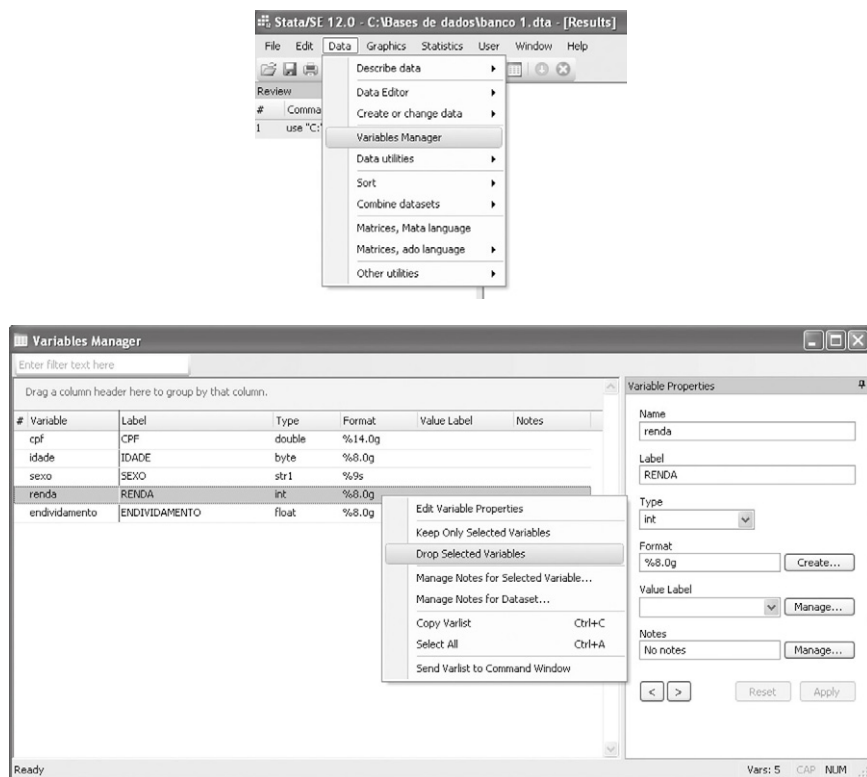 Stata/SE 12.0 - C:\Bases de dados\banco 1.dta - [Results]
File Edit Data Graphics Statistics User Window Help
Describe data
Review
Data Editor
# Comma
Create or change data
1 use "C:'
Variables Manager
Data utilities
Sort
Combine datasets
Matrices, Mata language
Matrices, ado language
Other utilities
Variables Manager
Enter filter text here
Drag a column header here to group by that column.
# Variable Label Type Format Value Label Notes
cpf CPF double %14.0g
idade IDADE byte %8.0g
sexo SEXO str1 %9s
renda RENDA int %8.0g
endividamento ENDIVIDAMENTO float %8.0g
Edit Variable Properties
Keep Only Selected Variables
Drop Selected Variables
Manage Notes for Selected Variable...
Manage Notes for Dataset...
Copy Varlist Ctrl+C
Select All Ctrl+A
Send Varlist to Command Window
Variable Properties
Name
renda
Label
RENDA
Type
int
Format
%8.0g Create...
Value Label
Manage...
Notes
No notes Manage...
< > Reset Apply
Ready Vars: 5 CAP NUM